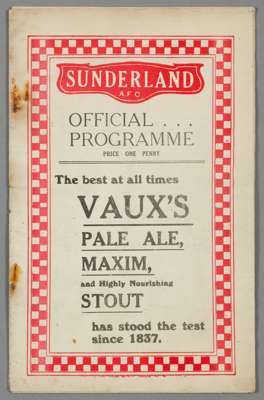 SUNDERLAND
AFC
OFFICIAL . . .
PROGRAMME
PRICE ONE PENNY
The best at all times
VAUX'S
PALE ALE,
MAXIM,
and Highly Nourishing
STOUT
has stood the test
since 1837.